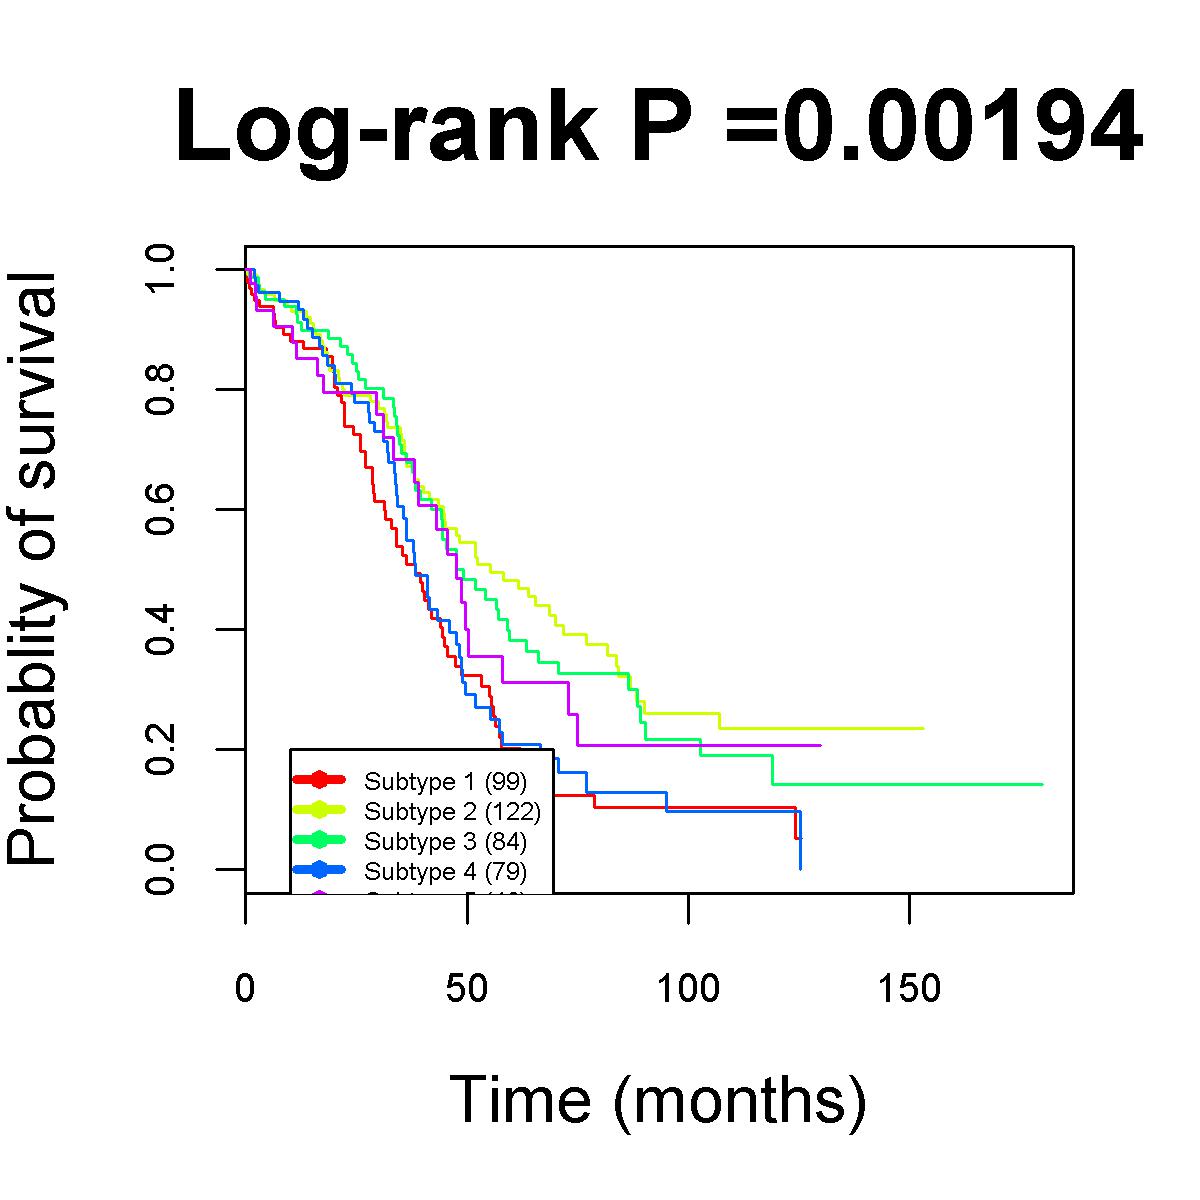 Log-rank P =0.00194
Probablity of survival
1.0
0.8
0.6
0.4
0.2
0.0
Subtype 1 (99)
Subtype 2 (122)
Subtype 3 (84)
Subtype 4 (79)
0 50 100 150
Time (months)